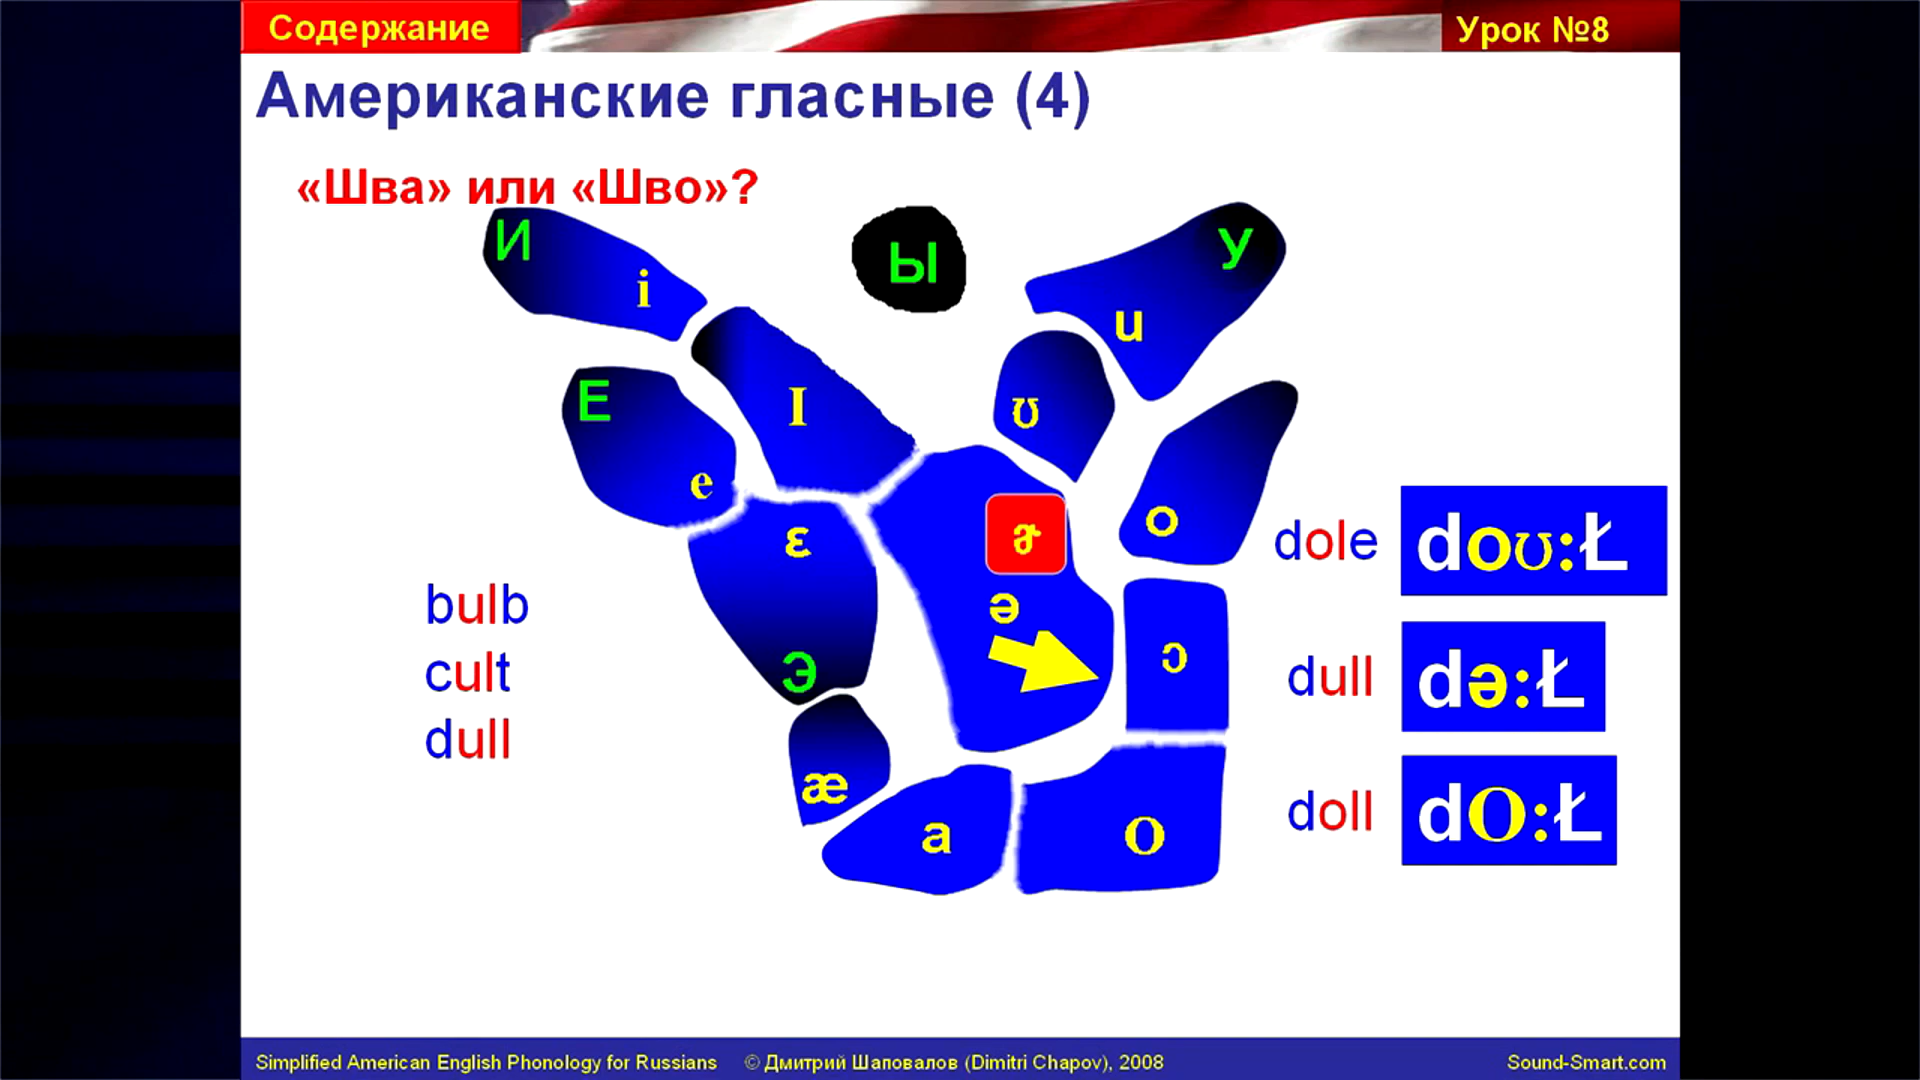 Содержание
Урок №8
Американские гласные (4)
«Шва» или «Шво»?
И
i
Ы
У
u
Е
e
I
ʊ
o
ɛ
Э
ɚ
ə
ɔ
æ
a
O
bulb
cult
dull
dole doʊ:Ł
dull də:Ł
doll dO:Ł
Simplified American English Phonology for Russians © Дмитрий Шаповалов (Dimitri Chapov), 2008 Sound-Smart.com